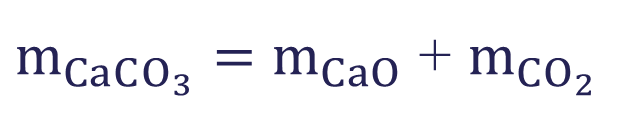 m_CaCO₃ = m_CaO + m_CO₂